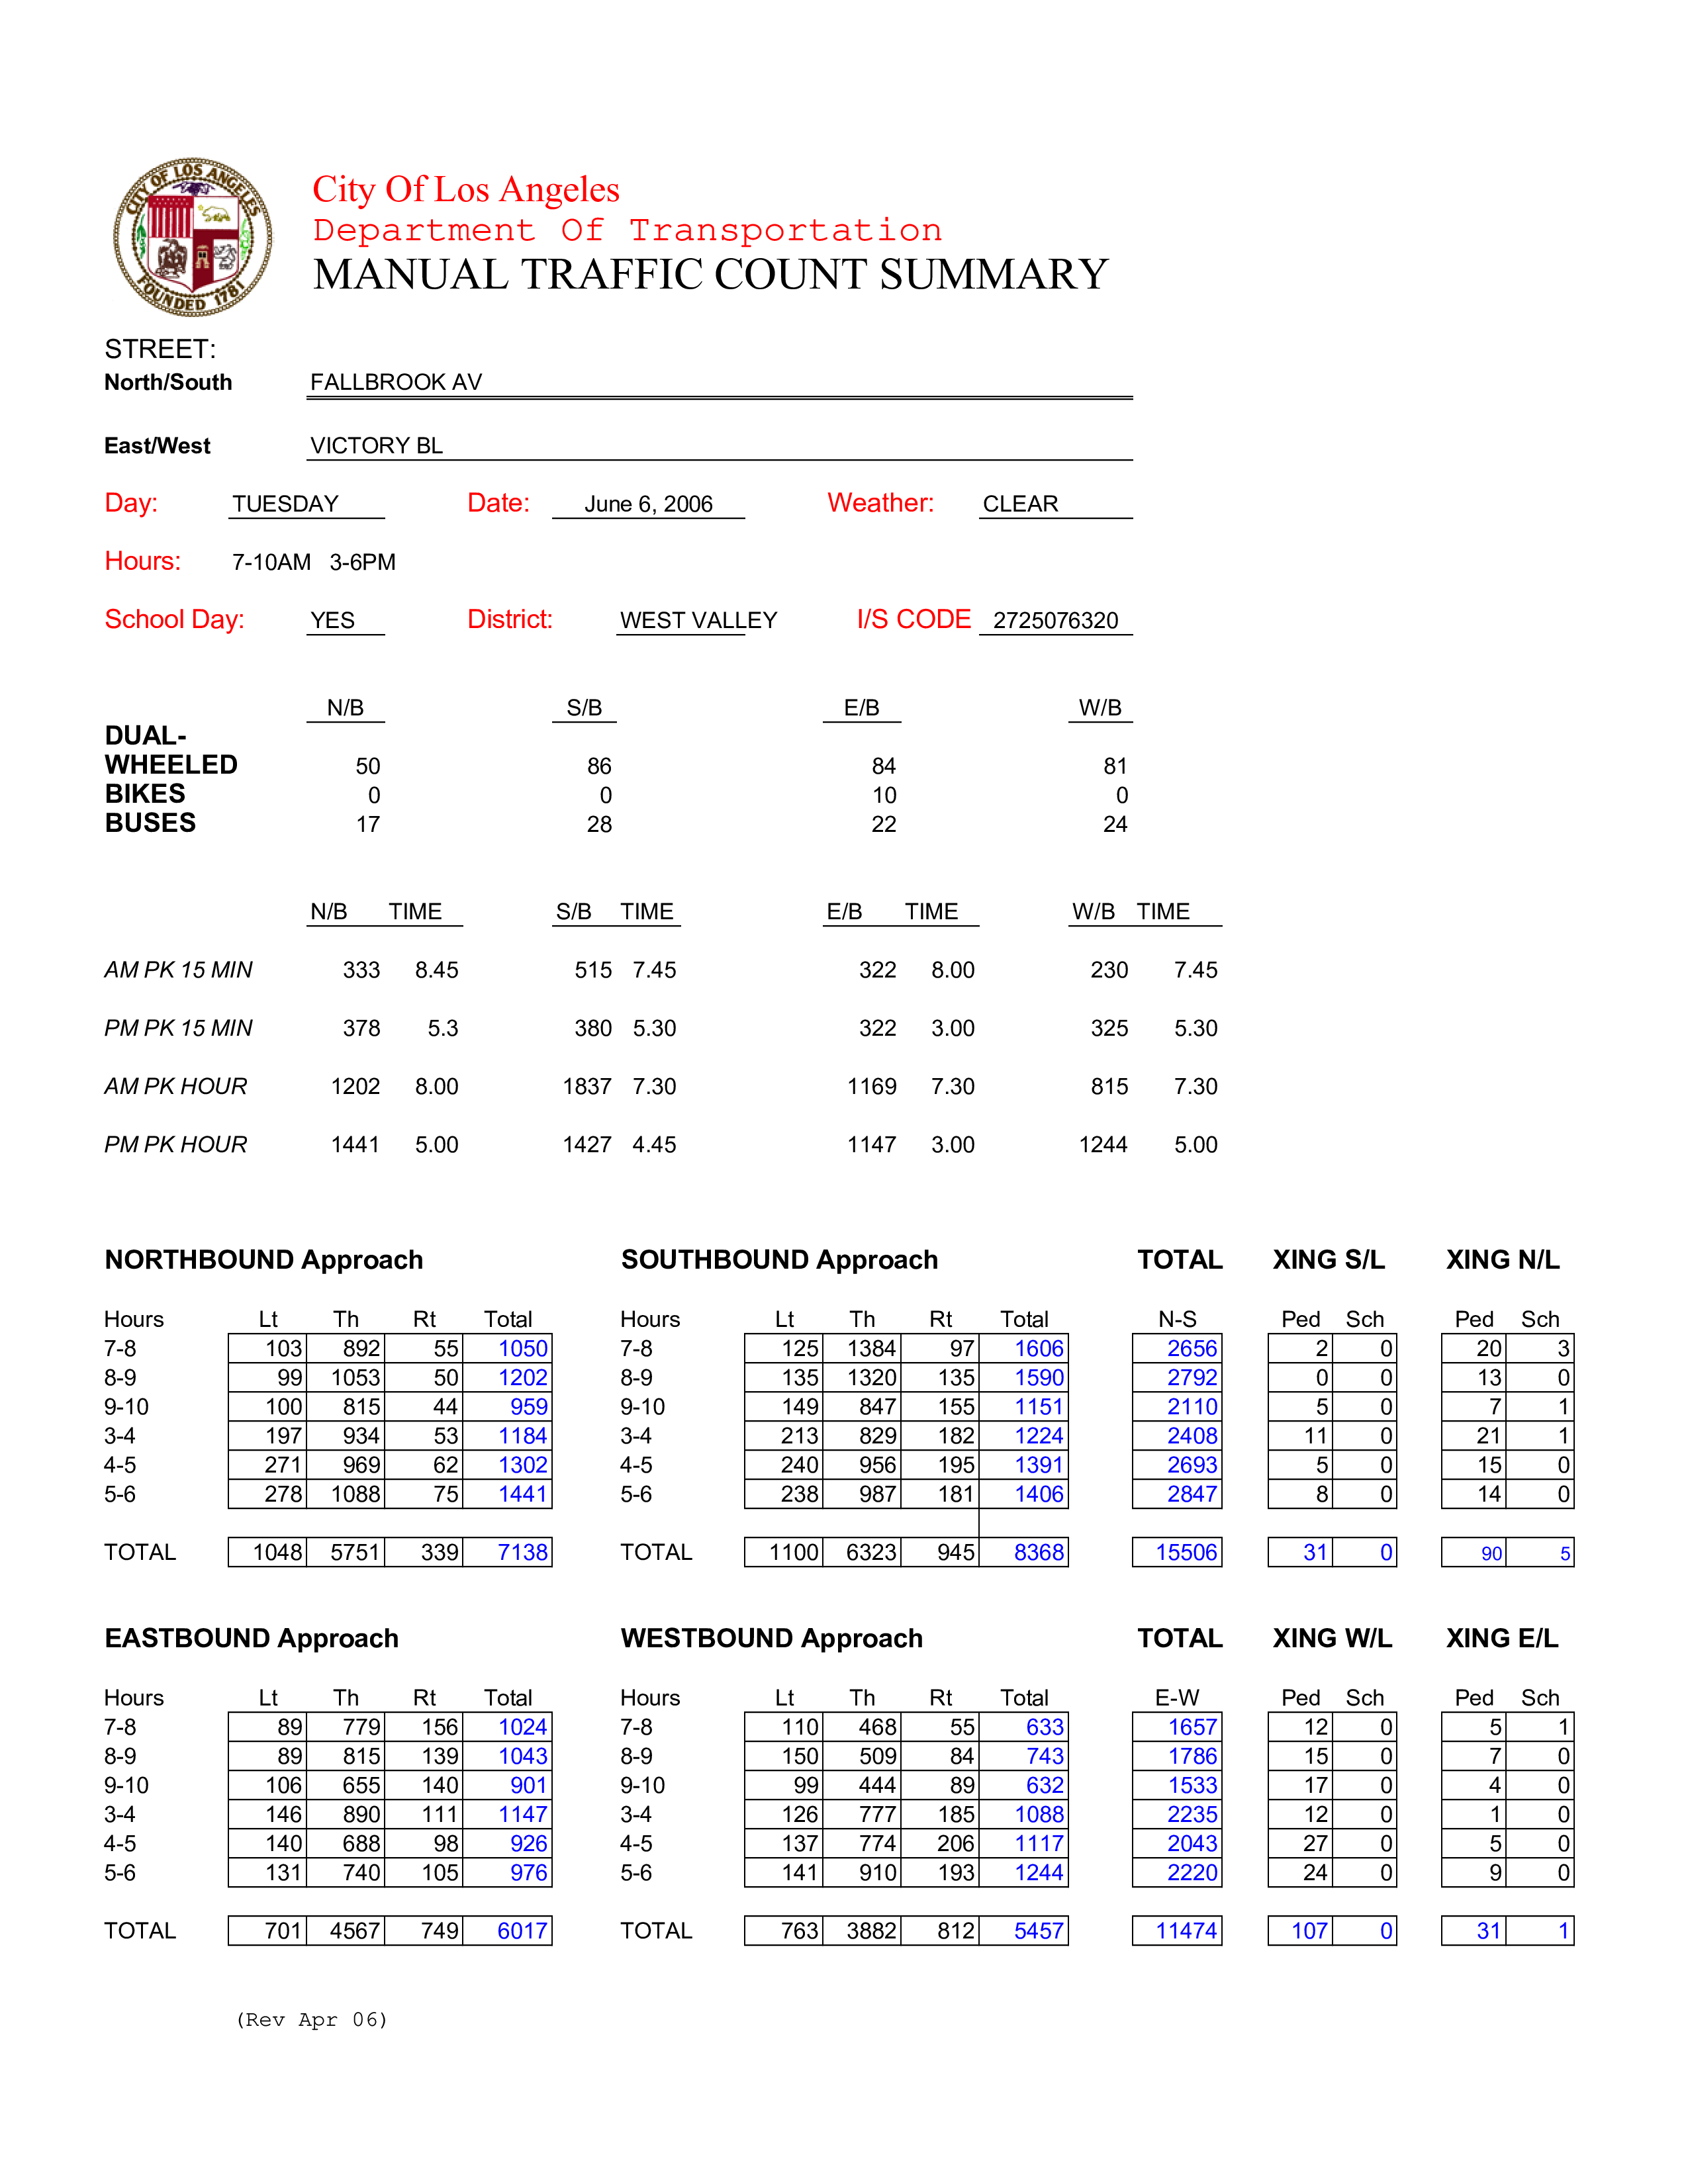 CITY OF LOS ANGELES
FOUNDED 1781
City Of Los Angeles
Department Of Transportation
MANUAL TRAFFIC COUNT SUMMARY
STREET:
North/South FALLBROOK AV
East/West VICTORY BL
Day: TUESDAY Date: June 6, 2006 Weather: CLEAR
Hours: 7-10AM 3-6PM
School Day: YES District: WEST VALLEY I/S CODE 2725076320
N/B S/B E/B W/B
DUAL-
WHEELED 50 86 84 81
BIKES 0 0 10 0
BUSES 17 28 22 24
N/B TIME S/B TIME E/B TIME W/B TIME
AM PK 15 MIN 333 8.45 515 7.45 322 8.00 230 7.45
PM PK 15 MIN 378 5.3 380 5.30 322 3.00 325 5.30
AM PK HOUR 1202 8.00 1837 7.30 1169 7.30 815 7.30
PM PK HOUR 1441 5.00 1427 4.45 1147 3.00 1244 5.00
NORTHBOUND Approach SOUTHBOUND Approach TOTAL XING S/L XING N/L
Hours Lt Th Rt Total Hours Lt Th Rt Total N-S Ped Sch Ped Sch
7-8 103 892 55 1050 7-8 125 1384 97 1606 2656 2 0 20 3
8-9 99 1053 50 1202 8-9 135 1320 135 1590 2792 0 0 13 0
9-10 100 815 44 959 9-10 149 847 155 1151 2110 5 0 7 1
3-4 197 934 53 1184 3-4 213 829 182 1224 2408 11 0 21 1
4-5 271 969 62 1302 4-5 240 956 195 1391 2693 5 0 15 0
5-6 278 1088 75 1441 5-6 238 987 181 1406 2847 8 0 14 0
TOTAL 1048 5751 339 7138 TOTAL 1100 6323 945 8368 15506 31 0 90 5
EASTBOUND Approach WESTBOUND Approach TOTAL XING W/L XING E/L
Hours Lt Th Rt Total Hours Lt Th Rt Total E-W Ped Sch Ped Sch
7-8 89 779 156 1024 7-8 110 468 55 633 1657 12 0 5 1
8-9 89 815 139 1043 8-9 150 509 84 743 1786 15 0 7 0
9-10 106 655 140 901 9-10 99 444 89 632 1533 17 0 4 0
3-4 146 890 111 1147 3-4 126 777 185 1088 2235 12 0 1 0
4-5 140 688 98 926 4-5 137 774 206 1117 2043 27 0 5 0
5-6 131 740 105 976 5-6 141 910 193 1244 2220 24 0 9 0
TOTAL 701 4567 749 6017 TOTAL 763 3882 812 5457 11474 107 0 31 1
(Rev Apr 06)